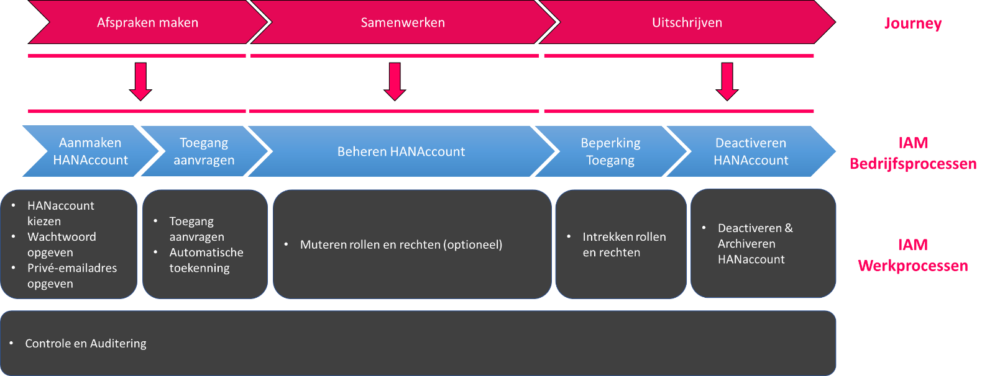 Afspraken maken
Samenwerken
Uitschrijven
Journey
Aanmaken
HANAccount
Toegang
aanvragen
Beheren HANAccount
Beperking
Toegang
Deactiveren
HANAccount
IAM
Bedrijfsprocessen
• HANaccount
kiezen
• Wachtwoord
opgeven
• Privé-emailadres
opgeven
• Toegang
aanvragen
• Automatische
toekenning
• Muteren rollen en rechten (optioneel)
• Intrekken rollen
en rechten
• Deactiveren &
Archiveren
HANaccount
IAM
Werkprocessen
• Controle en Auditering